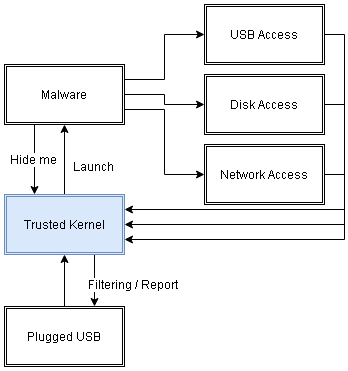 USB Access
Malware
Disk Access
Hide me
Launch
Network Access
Trusted Kernel
Filtering / Report
Plugged USB